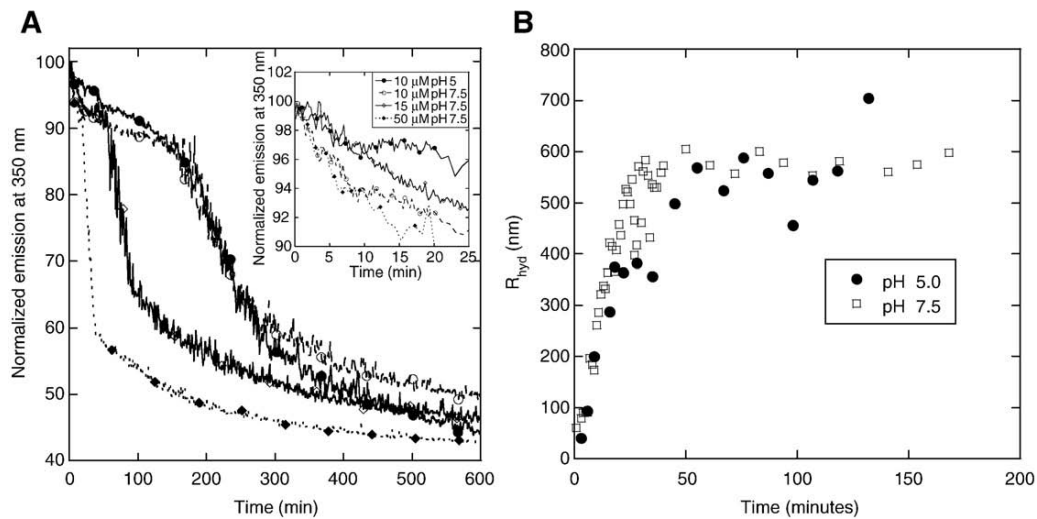 A
Normalized emission at 350 nm
100
90
80
70
60
50
40
0
100
200
300
400
500
600
Time (min)
Normalized emission at 350 nm
102
100
98
96
94
92
90
0
5
10
15
20
25
Time (min)
10 µM pH 5
10 µM pH 7.5
15 µM pH 7.5
50 µM pH 7.5
B
R_hyd (nm)
800
700
600
500
400
300
200
100
0
0
50
100
150
200
Time (minutes)
pH 5.0
pH 7.5